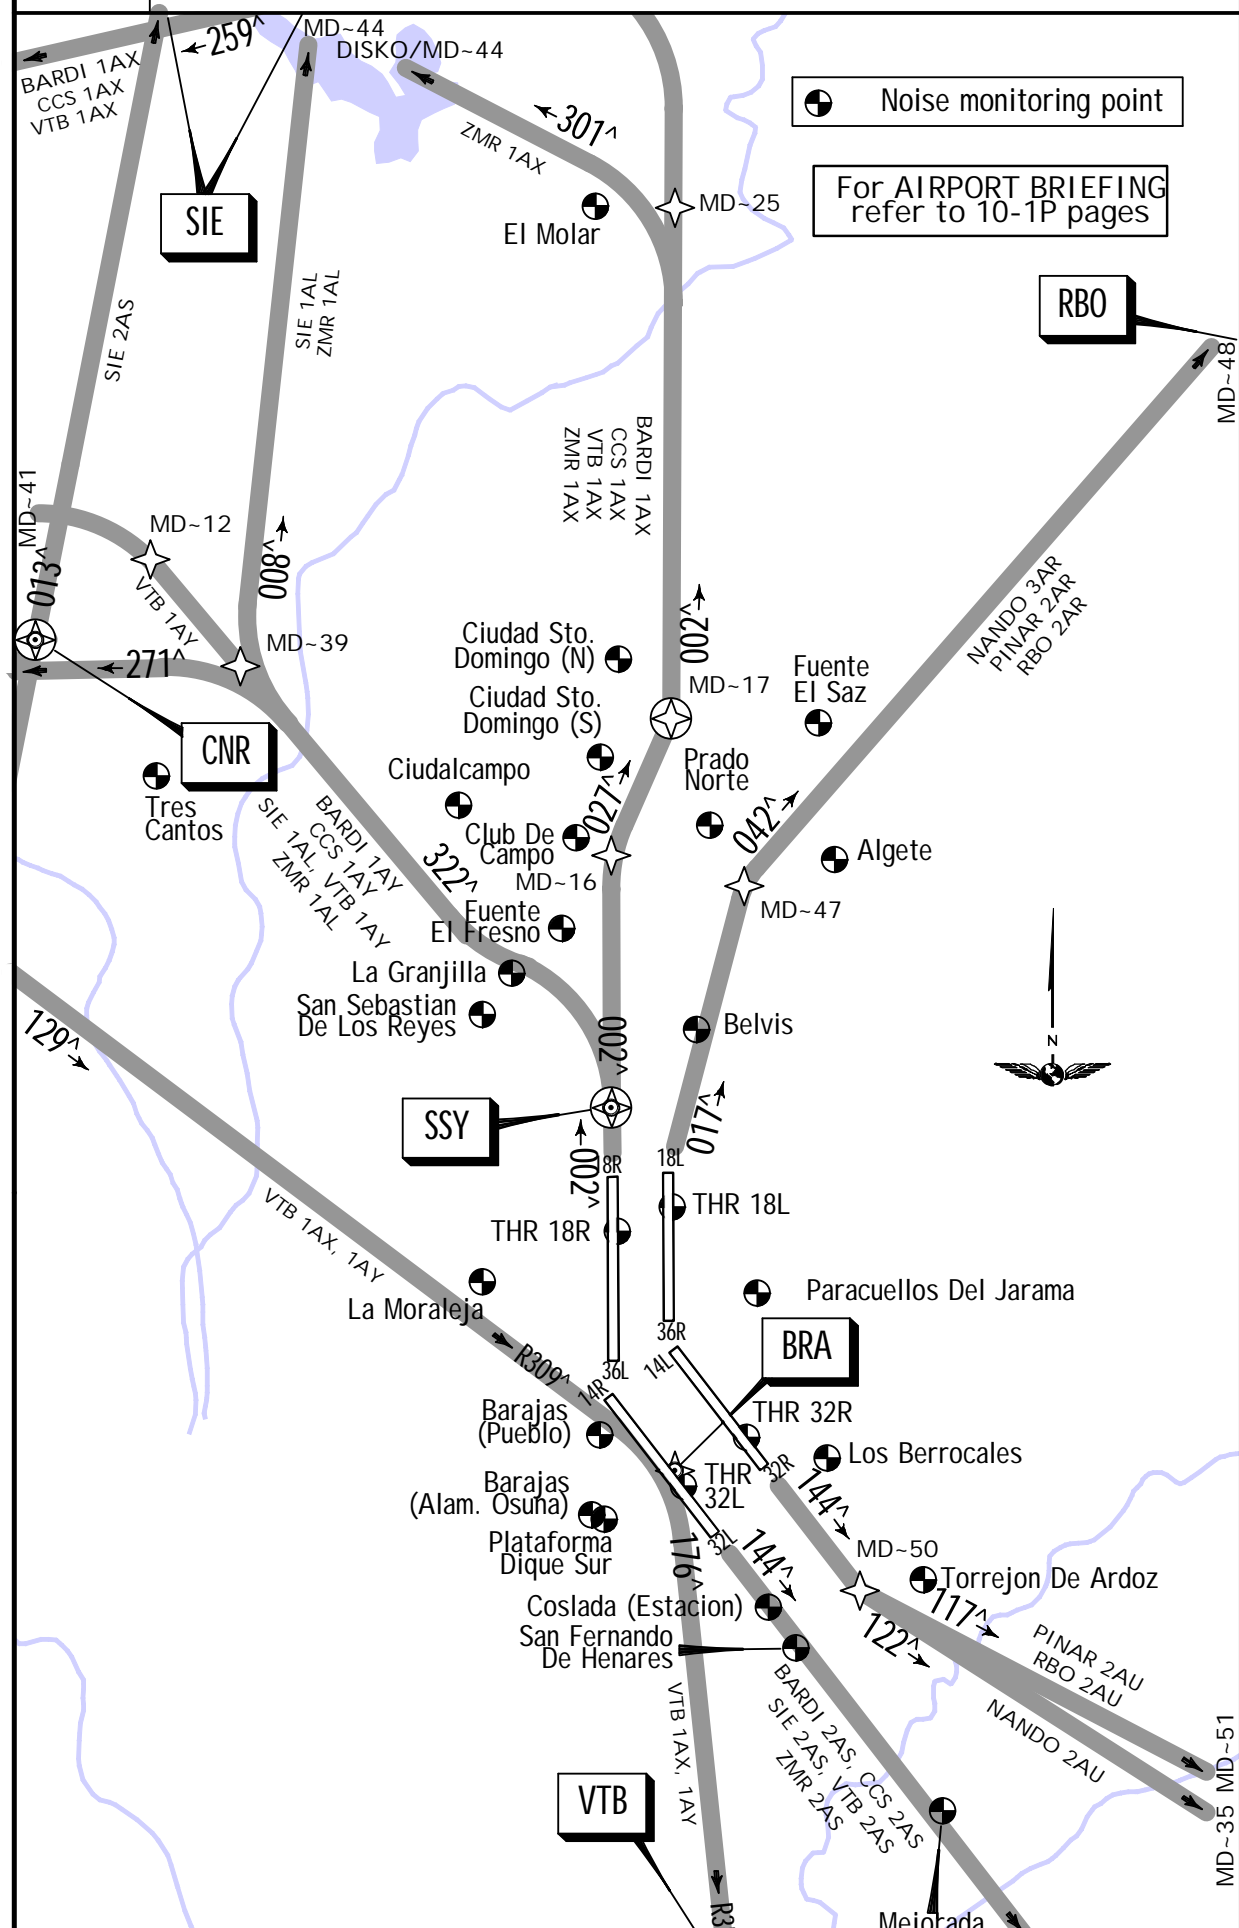 MD~44
DISKO/MD~44
←259^
BARDI 1AX
CCS 1AX
VTB 1AX
←301^
ZMR 1AX
Noise monitoring point
For AIRPORT BRIEFING
refer to 10-1P pages
SIE
MD~25
El Molar
RBO
MD~48
SIE 2AS
SIE 1AL
ZMR 1AL
BARDI 1AX
CCS 1AX
VTB 1AX
ZMR 1AX
MD~41
MD~12
013^
008^→
VTB 1AY
MD~39
←271^
NANDO 3AR
PINAR 2AR
RBO 2AR
002^→
Ciudad Sto.
Domingo (N)
MD~17
Fuente
El Saz
Ciudad Sto.
Domingo (S)
CNR
Prado
Norte
Ciudalcampo
027^→
Tres
Cantos
042^→
Club De
Campo
Algete
BARDI 1AY
CCS 1AY
SIE 1AL, VTB 1AY
ZMR 1AL
322^
MD~16
MD~47
Fuente
El Fresno
La Granjilla
San Sebastian
De Los Reyes
Belvis
002^
129^→
N
SSY
017^→
←002^
18R
18L
THR 18L
THR 18R
VTB 1AX, 1AY
La Moraleja
Paracuellos Del Jarama
36R
BRA
14L
36L
R309^
14R
THR 32R
Barajas
(Pueblo)
Los Berrocales
32R
THR
32L
Barajas
(Alam. Osuna)
144^→
Plataforma
Dique Sur
32L
176^
144^→
MD~50
Torrejon De Ardoz
117^→
Coslada (Estacion)
122^→
San Fernando
De Henares
PINAR 2AU
RBO 2AU
NANDO 2AU
VTB 1AX, 1AY
BARDI 2AS, CCS 2AS
SIE 2AS, VTB 2AS
ZMR 2AS
MD~51
MD~35
VTB
R3
Mejorada